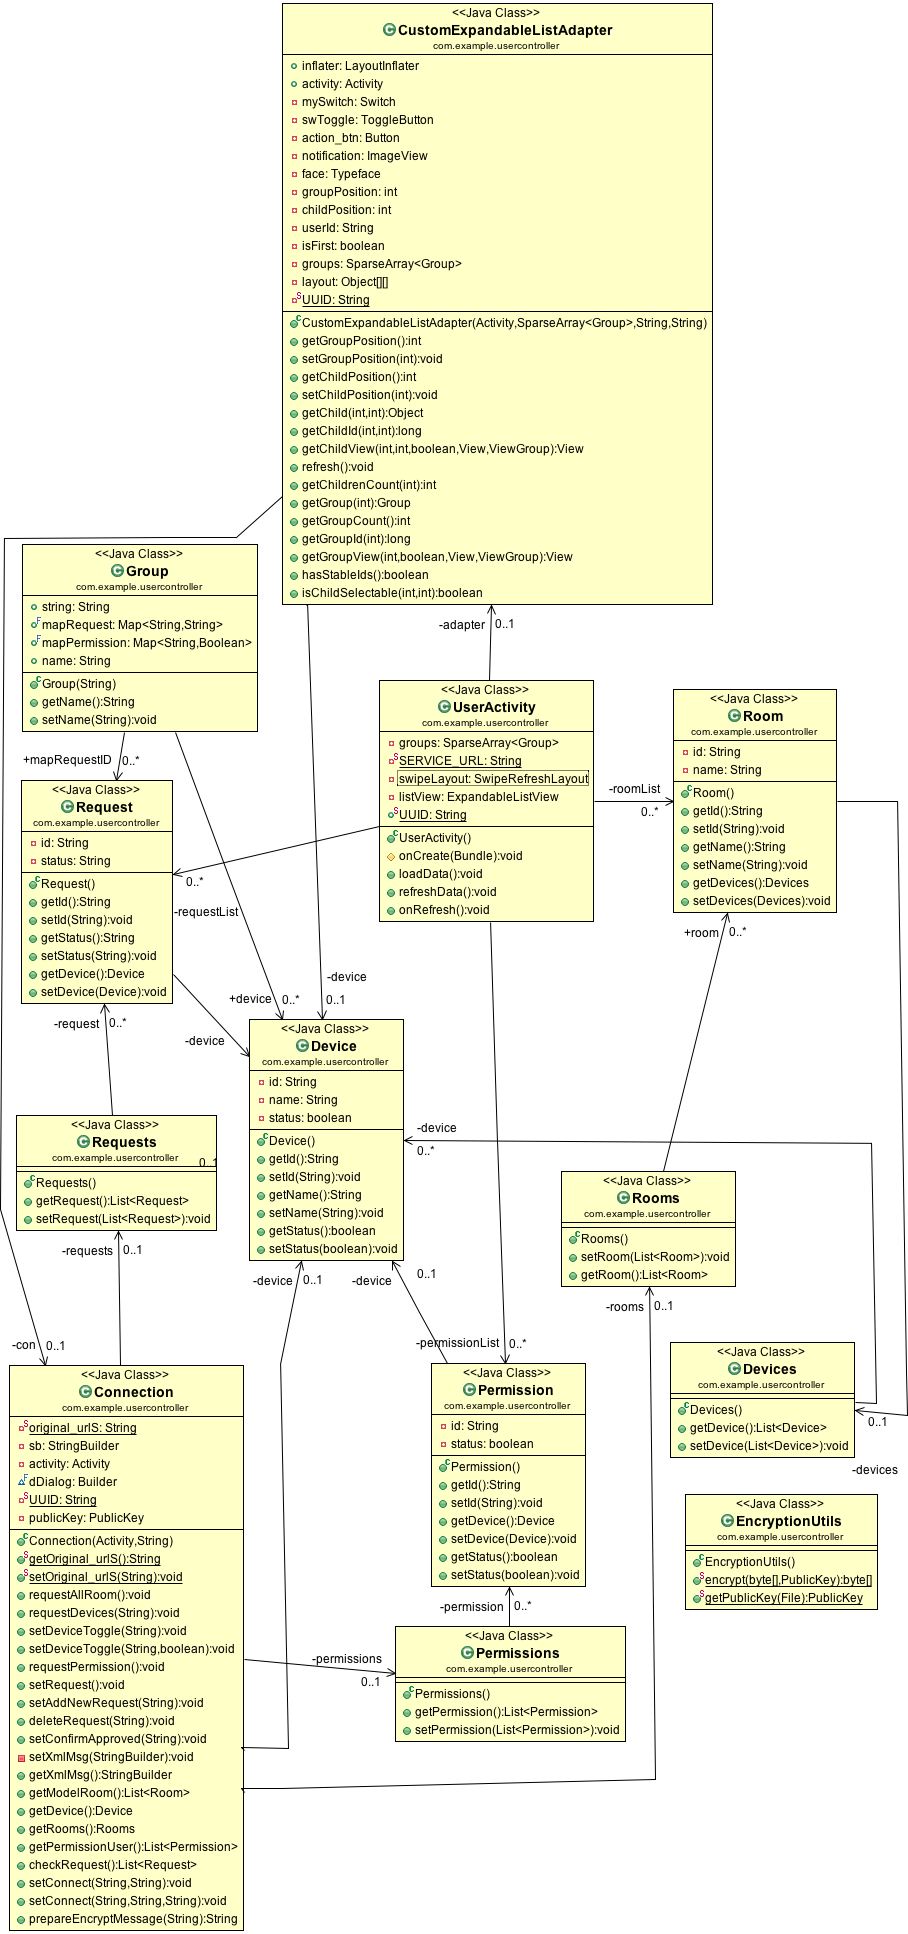 <<Java Class>>
CustomExpandableListAdapter
com.example.usercontroller
inflater: LayoutInflater
activity: Activity
mySwitch: Switch
swToggle: ToggleButton
action_btn: Button
notification: ImageView
face: Typeface
groupPosition: int
childPosition: int
userId: String
isFirst: boolean
groups: SparseArray<Group>
layout: Object[][]
UUID: String
CustomExpandableListAdapter(Activity,SparseArray<Group>,String,String)
getGroupPosition():int
setGroupPosition(int):void
getChildPosition():int
setChildPosition(int):void
getChild(int,int):Object
getChildId(int,int):long
getChildView(int,int,boolean,View,ViewGroup):View
refresh():void
getChildrenCount(int):int
getGroup(int):Group
getGroupCount():int
getGroupId(int):long
getGroupView(int,boolean,View,ViewGroup):View
hasStableIds():boolean
isChildSelectable(int,int):boolean
<<Java Class>>
Group
com.example.usercontroller
string: String
mapRequest: Map<String,String>
mapPermission: Map<String,Boolean>
name: String
Group(String)
getName():String
setName(String):void
-adapter 0..1
<<Java Class>>
UserActivity
com.example.usercontroller
groups: SparseArray<Group>
SERVICE_URL: String
swipeLayout: SwipeRefreshLayout
listView: ExpandableListView
UUID: String
UserActivity()
onCreate(Bundle):void
loadData():void
refreshData():void
onRefresh():void
<<Java Class>>
Room
com.example.usercontroller
id: String
name: String
Room()
getId():String
setId(String):void
getName():String
setName(String):void
getDevices():Devices
setDevices(Devices):void
-roomList
0..*
+mapRequestID 0..*
<<Java Class>>
Request
com.example.usercontroller
id: String
status: String
Request()
getId():String
setId(String):void
getStatus():String
setStatus(String):void
getDevice():Device
setDevice(Device):void
0..*
-requestList
+room 0..*
-device
0..1
+device 0..*
-request 0..*
-device
<<Java Class>>
Device
com.example.usercontroller
id: String
name: String
status: boolean
Device()
getId():String
setId(String):void
getName():String
setName(String):void
getStatus():boolean
setStatus(boolean):void
<<Java Class>>
Requests
com.example.usercontroller
0..1
Requests()
getRequest():List<Request>
setRequest(List<Request>):void
-device
0..*
<<Java Class>>
Rooms
com.example.usercontroller
Rooms()
setRoom(List<Room>):void
getRoom():List<Room>
-requests 0..1
-device 0..1
-device 0..1
-rooms 0..1
-con 0..1
-permissionList 0..*
<<Java Class>>
Devices
com.example.usercontroller
Devices()
getDevice():List<Device>
setDevice(List<Device>):void
0..1
-devices
<<Java Class>>
Connection
com.example.usercontroller
original_urlS: String
sb: StringBuilder
activity: Activity
dDialog: Builder
UUID: String
publicKey: PublicKey
Connection(Activity,String)
getOriginal_urlS():String
setOriginal_urlS(String):void
requestAllRoom():void
requestDevices(String):void
setDeviceToggle(String):void
setDeviceToggle(String,boolean):void
requestPermission():void
setRequest():void
setAddNewRequest(String):void
deleteRequest(String):void
setConfirmApproved(String):void
setXmlMsg(StringBuilder):void
getXmlMsg():StringBuilder
getModelRoom():List<Room>
getDevice():Device
getRooms():Rooms
getPermissionUser():List<Permission>
checkRequest():List<Request>
setConnect(String,String):void
setConnect(String,String,String):void
prepareEncryptMessage(String):String
<<Java Class>>
Permission
com.example.usercontroller
id: String
status: boolean
Permission()
getId():String
setId(String):void
getDevice():Device
setDevice(Device):void
getStatus():boolean
setStatus(boolean):void
<<Java Class>>
EncryptionUtils
com.example.usercontroller
EncryptionUtils()
encrypt(byte[],PublicKey):byte[]
getPublicKey(File):PublicKey
-permission 0..*
-permissions
0..1
<<Java Class>>
Permissions
com.example.usercontroller
Permissions()
getPermission():List<Permission>
setPermission(List<Permission>):void